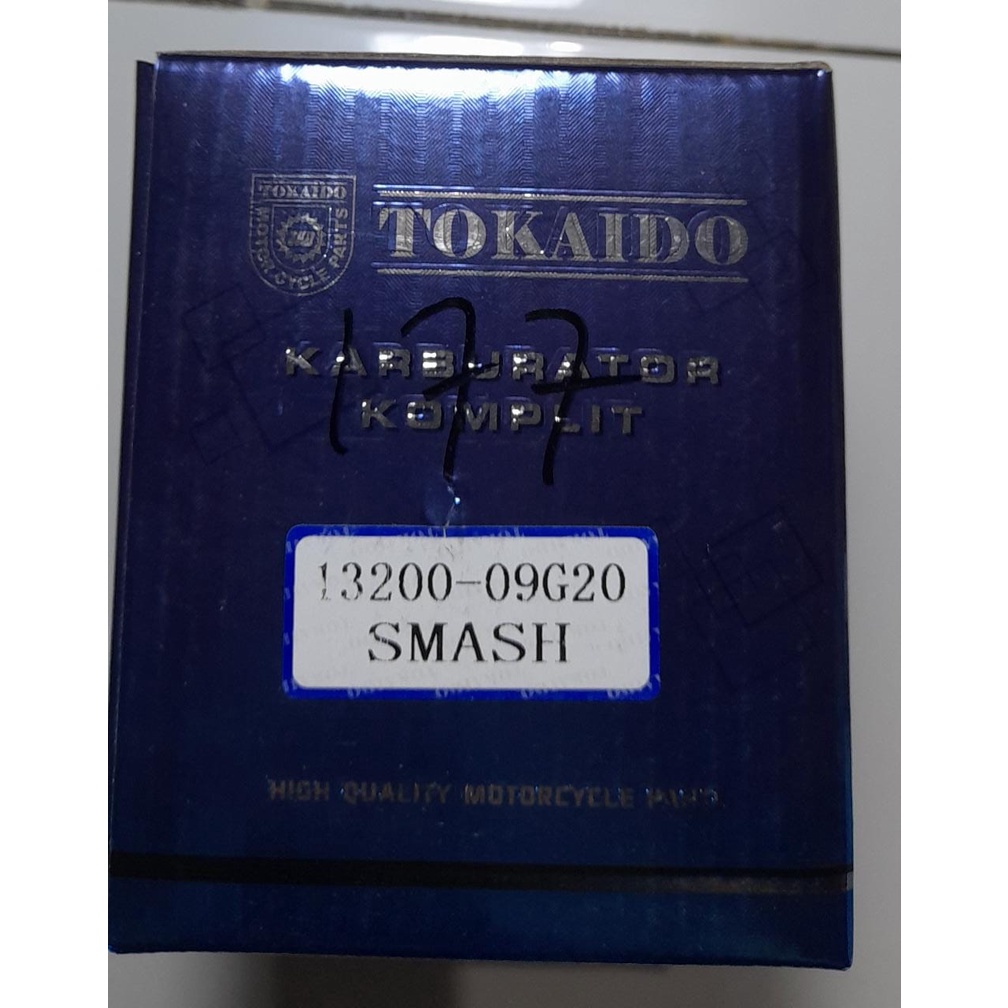 TOKAIDO
MOTORCYCLE PARTS
TOKAIDO
KARBURATOR
KOMPLIT
177
13200-09G20
SMASH
HIGH QUALITY MOTORCYCLE PARTS